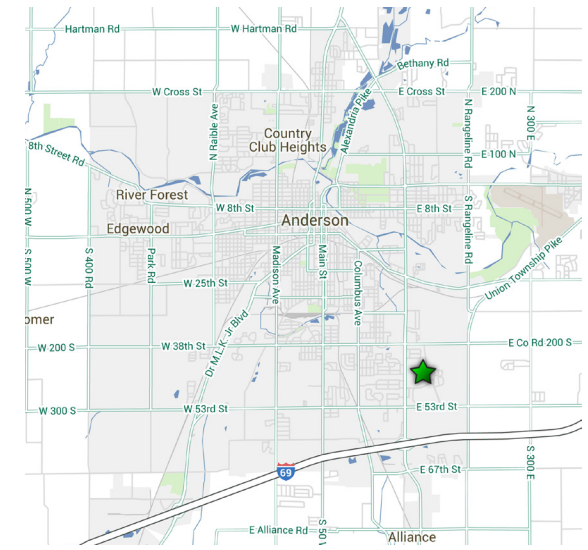 Hartman Rd
W Hartman Rd
Bethany Rd
W Cross St
E Cross St
E 200 N
N Raible Ave
Alexandria Pike
N Rangeline Rd
N 300 E
Country
Club Heights
8th Street Rd
E 100 N
N 500 W
River Forest
W 8th St
E 8th St
S Rangeline Rd
Anderson
Edgewood
S 500 W
S 400 Rd
Park Rd
Madison Ave
Main St
Columbus Ave
Union Township Pike
W 25th St
omer
Dr M.L.K. Jr Blvd
W 200 S
W 38th St
E Co Rd 200 S
W 300 S
W 53rd St
E 53rd St
69
E 67th St
S 300 E
S 50
E Alliance Rd
Alliance